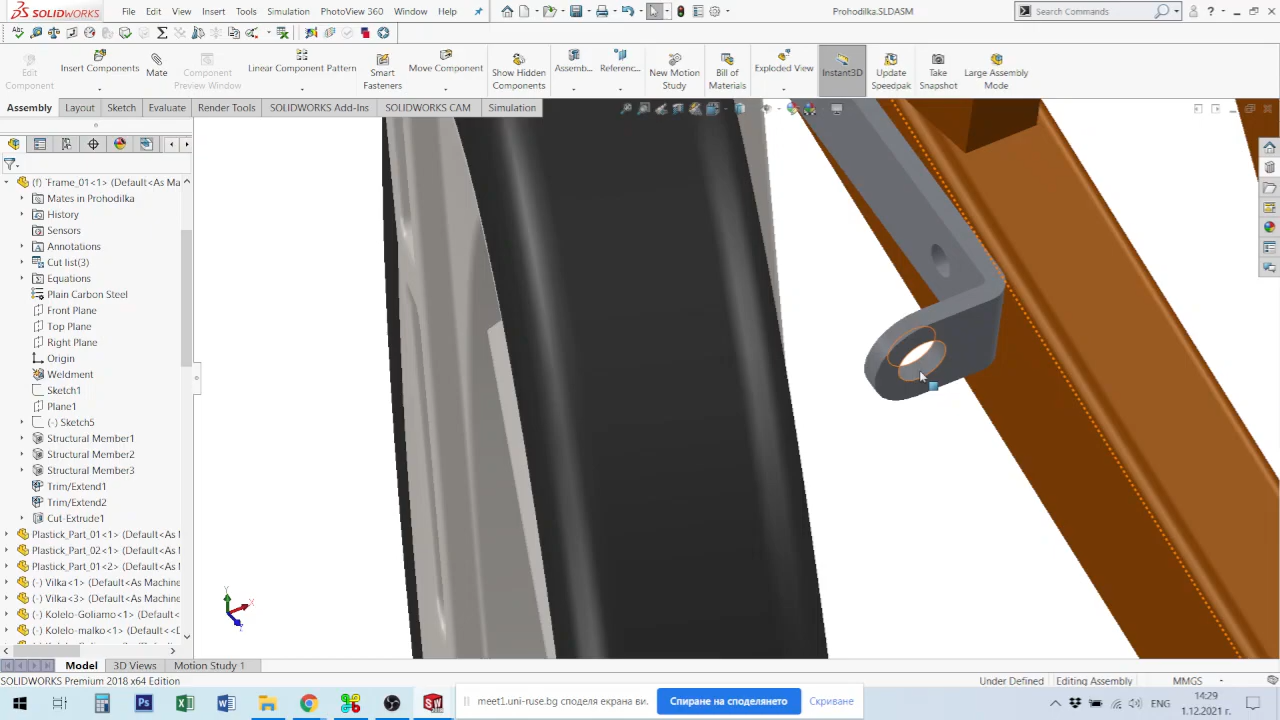 SOLIDWORKS
File
Edit
View
Insert
Tools
Simulation
PhotoView 360
Window
Help
Prohodilka.SLDASM
Search Commands
Edit
Component
Insert Components
Mate
Component
Preview Window
Linear Component Pattern
Smart
Fasteners
Move Component
Show Hidden
Components
Assemb...
Referenc...
New Motion
Study
Bill of
Materials
Exploded View
Instant3D
Update
Speedpak
Take
Snapshot
Large Assembly
Mode
Assembly
Layout
Sketch
Evaluate
Render Tools
SOLIDWORKS Add-Ins
SOLIDWORKS CAM
Simulation
(f) `Frame_01<1> (Default<As Ma
Mates in Prohodilka
History
Sensors
Annotations
Cut list(3)
Equations
Plain Carbon Steel
Front Plane
Top Plane
Right Plane
Origin
Weldment
Sketch1
Plane1
(-) Sketch5
Structural Member1
Structural Member2
Structural Member3
Trim/Extend1
Trim/Extend2
Cut-Extrude1
Plastick_Part_01<1> (Default<As
Plastick_Part_02<1> (Default<As
Plastick_Part_01<2> (Default<As
(-) Vilka<1> (Default<As Machine
(-) Vilka<3> (Default<As Machine
(-) Kolelo-Goliamo<1> (Default<
(-) Kolelo-malko<1> (Default<<D
Y
X
Z
Model
3D Views
Motion Study 1
SOLIDWORKS Premium 2018 x64 Edition
Under Defined
Editing Assembly
MMGS
meet1.uni-ruse.bg споделя екрана ви.
Спиране на споделянето
Скриване
ENG
14:29
1.12.2021 г.